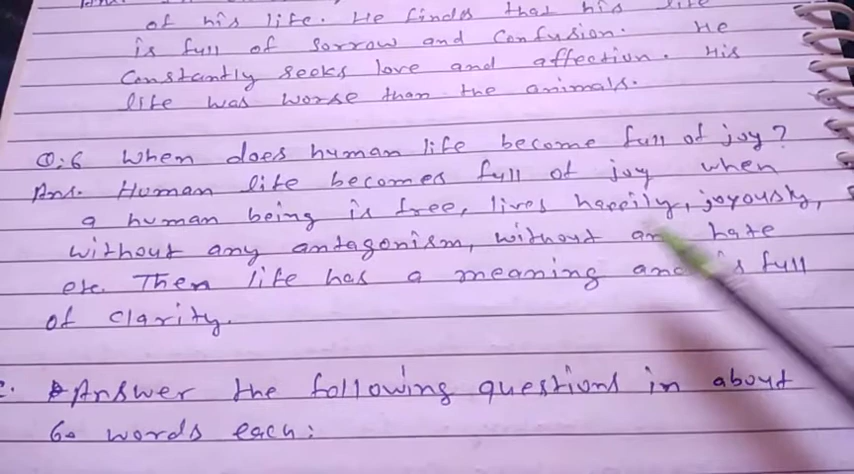 of his life. He finds that his life
is full of sorrow and confusion. He
constantly seeks love and affection. His
life was worse than the animals.
Q.6 When does human life become full of joy?
Ans. Human life becomes full of joy when
a human being is free, lives happily, joyously,
without any antagonism, without any hate
etc. Then life has a meaning and is full
of clarity.
Answer the following questions in about
60 words each: